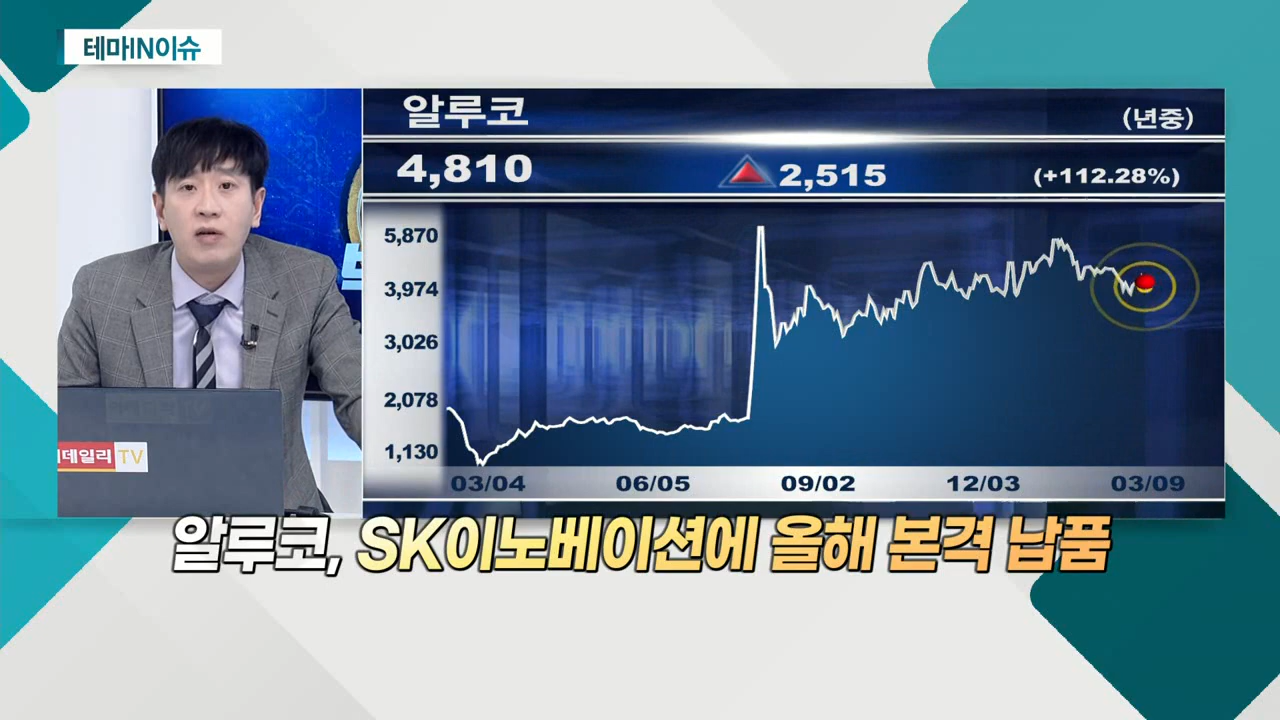 테마IN이슈
알루코
(년중)
4,810
▲ 2,515
(+112.28%)
5,870
3,974
3,026
2,078
1,130
03/04
06/05
09/02
12/03
03/09
데일리 TV
알루코, SK이노베이션에 올해 본격 납품